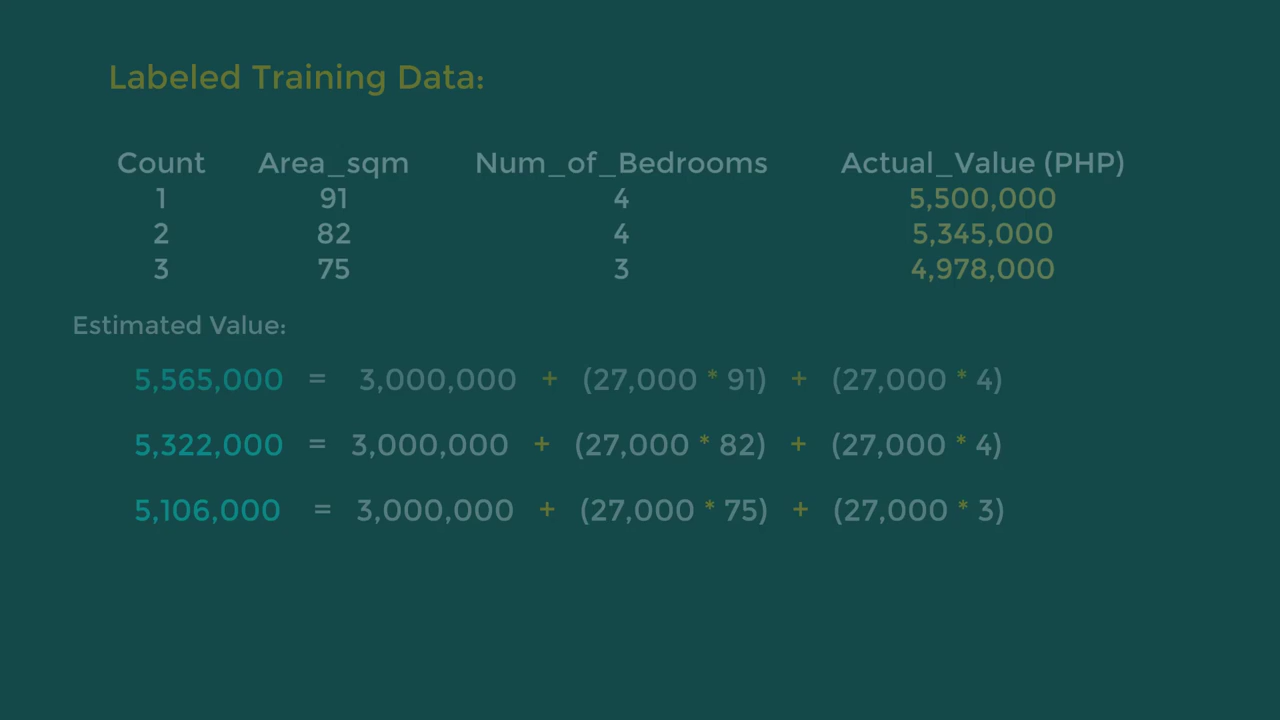 Labeled Training Data:
Count Area_sqm Num_of_Bedrooms Actual_Value (PHP)
1 91 4 5,500,000
2 82 4 5,345,000
3 75 3 4,978,000
Estimated Value:
5,565,000 = 3,000,000 + (27,000 * 91) + (27,000 * 4)
5,322,000 = 3,000,000 + (27,000 * 82) + (27,000 * 4)
5,106,000 = 3,000,000 + (27,000 * 75) + (27,000 * 3)